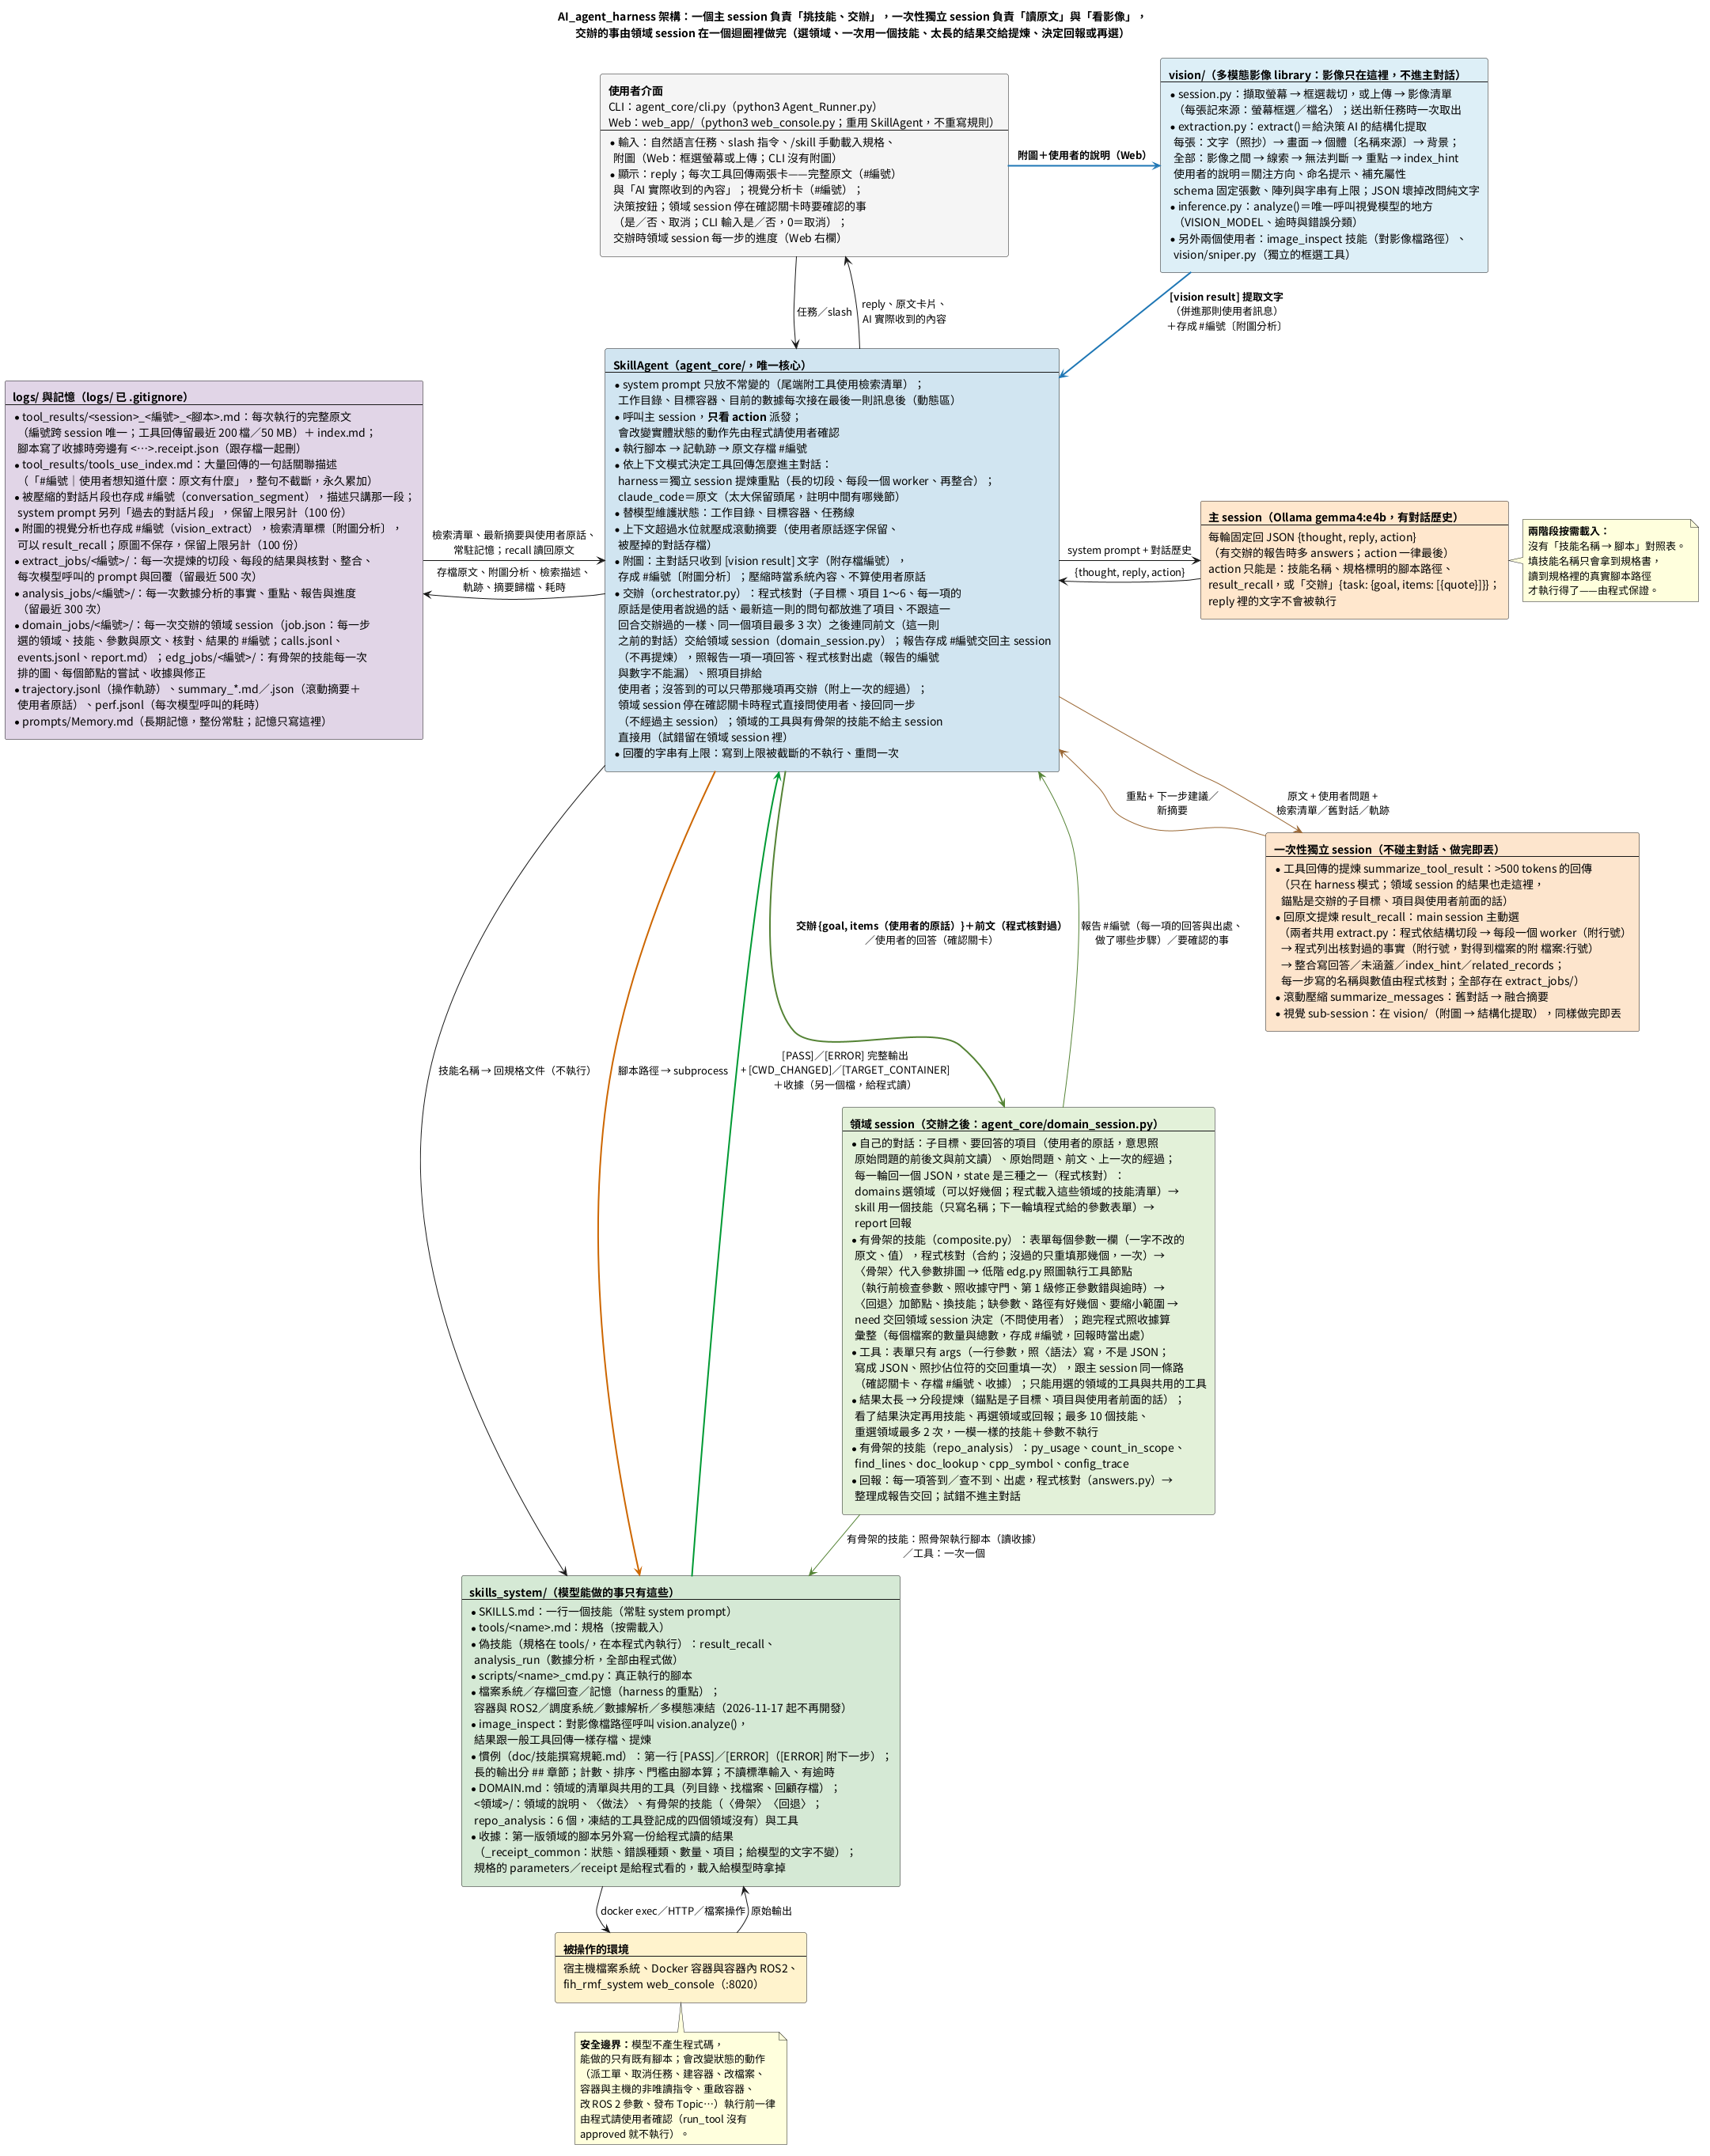 AI_agent_harness 架構：一個主 session 負責「挑技能、交辦」，一次性獨立 session 負責「讀原文」與「看影像」，
交辦的事由領域 session 在一個迴圈裡做完（選領域、一次用一個技能、太長的結果交給提煉、決定回報或再選）
使用者介面
CLI：agent_core/cli.py（python3 Agent_Runner.py）
Web：web_app/（python3 web_console.py；重用 SkillAgent，不重寫規則）
• 輸入：自然語言任務、slash 指令、/skill 手動載入規格、
附圖（Web：框選螢幕或上傳；CLI 沒有附圖）
• 顯示：reply；每次工具回傳兩張卡——完整原文（#編號）
與「AI 實際收到的內容」；視覺分析卡（#編號）；
決策按鈕；領域 session 停在確認關卡時要確認的事
（是／否、取消；CLI 輸入是／否，0＝取消）；
交辦時領域 session 每一步的進度（Web 右欄）
附圖＋使用者的說明（Web）
vision/（多模態影像 library：影像只在這裡，不進主對話）
• session.py：擷取螢幕 → 框選裁切，或上傳 → 影像清單
（每張記來源：螢幕框選／檔名）；送出新任務時一次取出
• extraction.py：extract()＝給決策 AI 的結構化提取
每張：文字（照抄）→ 畫面 → 個體〔名稱來源〕→ 背景；
全部：影像之間 → 線索 → 無法判斷 → 重點 → index_hint
使用者的說明＝關注方向、命名提示、補充屬性
schema 固定張數、陣列與字串有上限；JSON 壞掉改問純文字
• inference.py：analyze()＝唯一呼叫視覺模型的地方
（VISION_MODEL、逾時與錯誤分類）
• 另外兩個使用者：image_inspect 技能（對影像檔路徑）、
vision/sniper.py（獨立的框選工具）
任務／slash
reply、原文卡片、
AI 實際收到的內容
[vision result] 提取文字
（併進那則使用者訊息）
＋存成 #編號〔附圖分析〕
logs/ 與記憶（logs/ 已 .gitignore）
• tool_results/<session>_<編號>_<腳本>.md：每次執行的完整原文
（編號跨 session 唯一；工具回傳留最近 200 檔／50 MB）＋ index.md；
腳本寫了收據時旁邊有 <…>.receipt.json（跟存檔一起刪）
• tool_results/tools_use_index.md：大量回傳的一句話關聯描述
（「#編號｜使用者想知道什麼：原文有什麼」，整句不截斷，永久累加）
• 被壓縮的對話片段也存成 #編號（conversation_segment），描述只講那一段；
system prompt 另列「過去的對話片段」，保留上限另計（100 份）
• 附圖的視覺分析也存成 #編號（vision_extract），檢索清單標〔附圖分析〕，
可以 result_recall；原圖不保存，保留上限另計（100 份）
• extract_jobs/<編號>/：每一次提煉的切段、每段的結果與核對、整合、
每次模型呼叫的 prompt 與回覆（留最近 500 次）
• analysis_jobs/<編號>/：每一次數據分析的事實、重點、報告與進度
（留最近 300 次）
• domain_jobs/<編號>/：每一次交辦的領域 session（job.json：每一步
選的領域、技能、參數與原文、核對、結果的 #編號；calls.jsonl、
events.jsonl、report.md）；edg_jobs/<編號>/：有骨架的技能每一次
排的圖、每個節點的嘗試、收據與修正
• trajectory.jsonl（操作軌跡）、summary_*.md／.json（滾動摘要＋
使用者原話）、perf.jsonl（每次模型呼叫的耗時）
• prompts/Memory.md（長期記憶，整份常駐；記憶只寫這裡）
檢索清單、最新摘要與使用者原話、
常駐記憶；recall 讀回原文
存檔原文、附圖分析、檢索描述、
軌跡、摘要歸檔、耗時
SkillAgent（agent_core/，唯一核心）
• system prompt 只放不常變的（尾端附工具使用檢索清單）；
工作目錄、目標容器、目前的數據每次接在最後一則訊息後（動態區）
• 呼叫主 session，只看 action 派發；
會改變實體狀態的動作先由程式請使用者確認
• 執行腳本 → 記軌跡 → 原文存檔 #編號
• 依上下文模式決定工具回傳怎麼進主對話：
harness＝獨立 session 提煉重點（長的切段、每段一個 worker、再整合）；
claude_code＝原文（太大保留頭尾，註明中間有哪幾節）
• 替模型維護狀態：工作目錄、目標容器、任務線
• 上下文超過水位就壓成滾動摘要（使用者原話逐字保留、
被壓掉的對話存檔）
• 附圖：主對話只收到 [vision result] 文字（附存檔編號），
存成 #編號〔附圖分析〕；壓縮時當系統內容、不算使用者原話
• 交辦（orchestrator.py）：程式核對（子目標、項目 1～6、每一項的
原話是使用者說過的話、最新這一則的問句都放進了項目、不跟這一
回合交辦過的一樣、同一個項目最多 3 次）之後連同前文（這一則
之前的對話）交給領域 session（domain_session.py）；報告存成 #編號交回主 session
（不再提煉），照報告一項一項回答、程式核對出處（報告的編號
與數字不能漏）、照項目排給
使用者；沒答到的可以只帶那幾項再交辦（附上一次的經過）；
領域 session 停在確認關卡時程式直接問使用者、接回同一步
（不經過主 session）；領域的工具與有骨架的技能不給主 session
直接用（試錯留在領域 session 裡）
• 回覆的字串有上限：寫到上限被截斷的不執行、重問一次
system prompt + 對話歷史
{thought, reply, action}
主 session（Ollama gemma4:e4b，有對話歷史）
每輪固定回 JSON {thought, reply, action}
（有交辦的報告時多 answers；action 一律最後）
action 只能是：技能名稱、規格標明的腳本路徑、
result_recall，或「交辦」{task: {goal, items: [{quote}]}}；
reply 裡的文字不會被執行
兩階段按需載入：
沒有「技能名稱 → 腳本」對照表。
填技能名稱只會拿到規格書，
讀到規格裡的真實腳本路徑
才執行得了——由程式保證。
重點 + 下一步建議／
新摘要
原文 + 使用者問題 +
檢索清單／舊對話／軌跡
一次性獨立 session（不碰主對話、做完即丟）
• 工具回傳的提煉 summarize_tool_result：>500 tokens 的回傳
（只在 harness 模式；領域 session 的結果也走這裡，
錨點是交辦的子目標、項目與使用者前面的話）
• 回原文提煉 result_recall：main session 主動選
（兩者共用 extract.py：程式依結構切段 → 每段一個 worker（附行號）
→ 程式列出核對過的事實（附行號，對得到檔案的附 檔案:行號）
→ 整合寫回答／未涵蓋／index_hint／related_records；
每一步寫的名稱與數值由程式核對；全部存在 extract_jobs/）
• 滾動壓縮 summarize_messages：舊對話 → 融合摘要
• 視覺 sub-session：在 vision/（附圖 → 結構化提取），同樣做完即丟
交辦 {goal, items（使用者的原話）}＋前文（程式核對過）
／使用者的回答（確認關卡）
報告 #編號（每一項的回答與出處、
做了哪些步驟）／要確認的事
技能名稱 → 回規格文件（不執行）
腳本路徑 → subprocess
[PASS]／[ERROR] 完整輸出
+ [CWD_CHANGED]／[TARGET_CONTAINER]
＋收據（另一個檔，給程式讀）
領域 session（交辦之後：agent_core/domain_session.py）
• 自己的對話：子目標、要回答的項目（使用者的原話，意思照
原始問題的前後文與前文讀）、原始問題、前文、上一次的經過；
每一輪回一個 JSON，state 是三種之一（程式核對）：
domains 選領域（可以好幾個；程式載入這些領域的技能清單）→
skill 用一個技能（只寫名稱；下一輪填程式給的參數表單）→
report 回報
• 有骨架的技能（composite.py）：表單每個參數一欄（一字不改的
原文、值），程式核對（合約；沒過的只重填那幾個，一次）→
〈骨架〉代入參數排圖 → 低階 edg.py 照圖執行工具節點
（執行前檢查參數、照收據守門、第 1 級修正參數錯與逾時）→
〈回退〉加節點、換技能；缺參數、路徑有好幾個、要縮小範圍 →
need 交回領域 session 決定（不問使用者）；跑完程式照收據算
彙整（每個檔案的數量與總數，存成 #編號，回報時當出處）
• 工具：表單只有 args（一行參數，照〈語法〉寫，不是 JSON；
寫成 JSON、照抄佔位符的交回重填一次），跟主 session 同一條路
（確認關卡、存檔 #編號、收據）；只能用選的領域的工具與共用的工具
• 結果太長 → 分段提煉（錨點是子目標、項目與使用者前面的話）；
看了結果決定再用技能、再選領域或回報；最多 10 個技能、
重選領域最多 2 次，一模一樣的技能＋參數不執行
• 有骨架的技能（repo_analysis）：py_usage、count_in_scope、
find_lines、doc_lookup、cpp_symbol、config_trace
• 回報：每一項答到／查不到、出處，程式核對（answers.py）→
整理成報告交回；試錯不進主對話
有骨架的技能：照骨架執行腳本（讀收據）
／工具：一次一個
skills_system/（模型能做的事只有這些）
• SKILLS.md：一行一個技能（常駐 system prompt）
• tools/<name>.md：規格（按需載入）
• 偽技能（規格在 tools/，在本程式內執行）：result_recall、
analysis_run（數據分析，全部由程式做）
• scripts/<name>_cmd.py：真正執行的腳本
• 檔案系統／存檔回查／記憶（harness 的重點）；
容器與 ROS2／調度系統／數據解析／多模態凍結（2026-11-17 起不再開發）
• image_inspect：對影像檔路徑呼叫 vision.analyze()，
結果跟一般工具回傳一樣存檔、提煉
• 慣例（doc/技能撰寫規範.md）：第一行 [PASS]／[ERROR]（[ERROR] 附下一步）；
長的輸出分 ## 章節；計數、排序、門檻由腳本算；不讀標準輸入、有逾時
• DOMAIN.md：領域的清單與共用的工具（列目錄、找檔案、回顧存檔）；
<領域>/：領域的說明、〈做法〉、有骨架的技能（〈骨架〉〈回退〉；
repo_analysis：6 個，凍結的工具登記成的四個領域沒有）與工具
• 收據：第一版領域的腳本另外寫一份給程式讀的結果
（_receipt_common：狀態、錯誤種類、數量、項目；給模型的文字不變）；
規格的 parameters／receipt 是給程式看的，載入給模型時拿掉
docker exec／HTTP／檔案操作
原始輸出
被操作的環境
宿主機檔案系統、Docker 容器與容器內 ROS2、
fih_rmf_system web_console（:8020）
安全邊界：模型不產生程式碼，
能做的只有既有腳本；會改變狀態的動作
（派工單、取消任務、建容器、改檔案、
容器與主機的非唯讀指令、重啟容器、
改 ROS 2 參數、發布 Topic…）執行前一律
由程式請使用者確認（run_tool 沒有
approved 就不執行）。